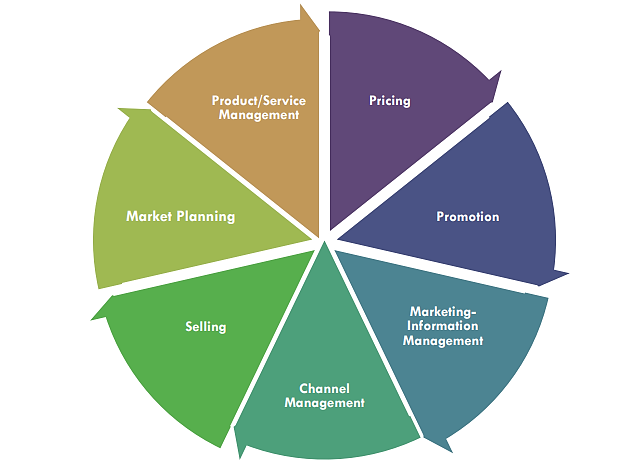 Pricing
Promotion
Marketing-
Information
Management
Channel
Management
Selling
Market Planning
Product/Service
Management